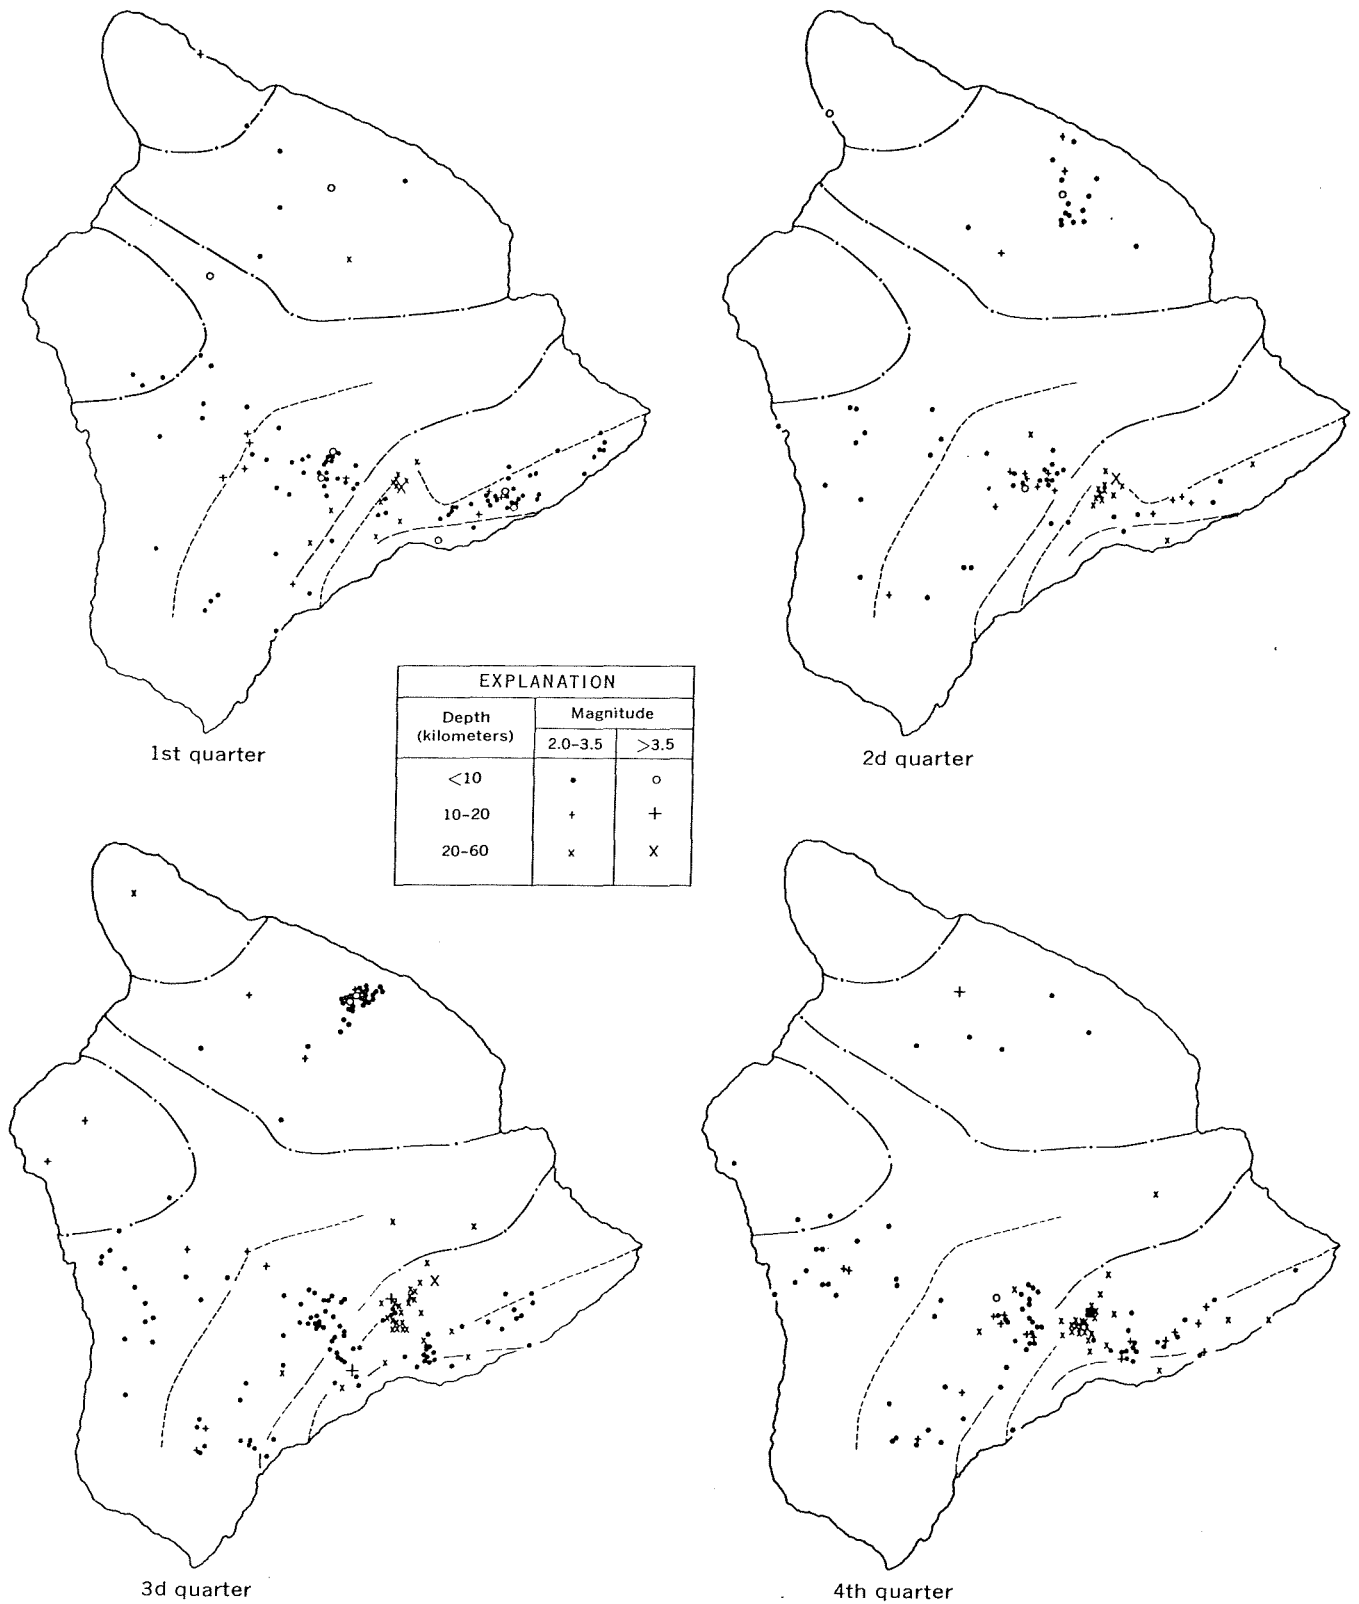 1st quarter
2d quarter
EXPLANATION
Depth
(kilometers)
Magnitude
2.0–3.5
>3.5
<10
10–20
20–60
3d quarter
4th quarter